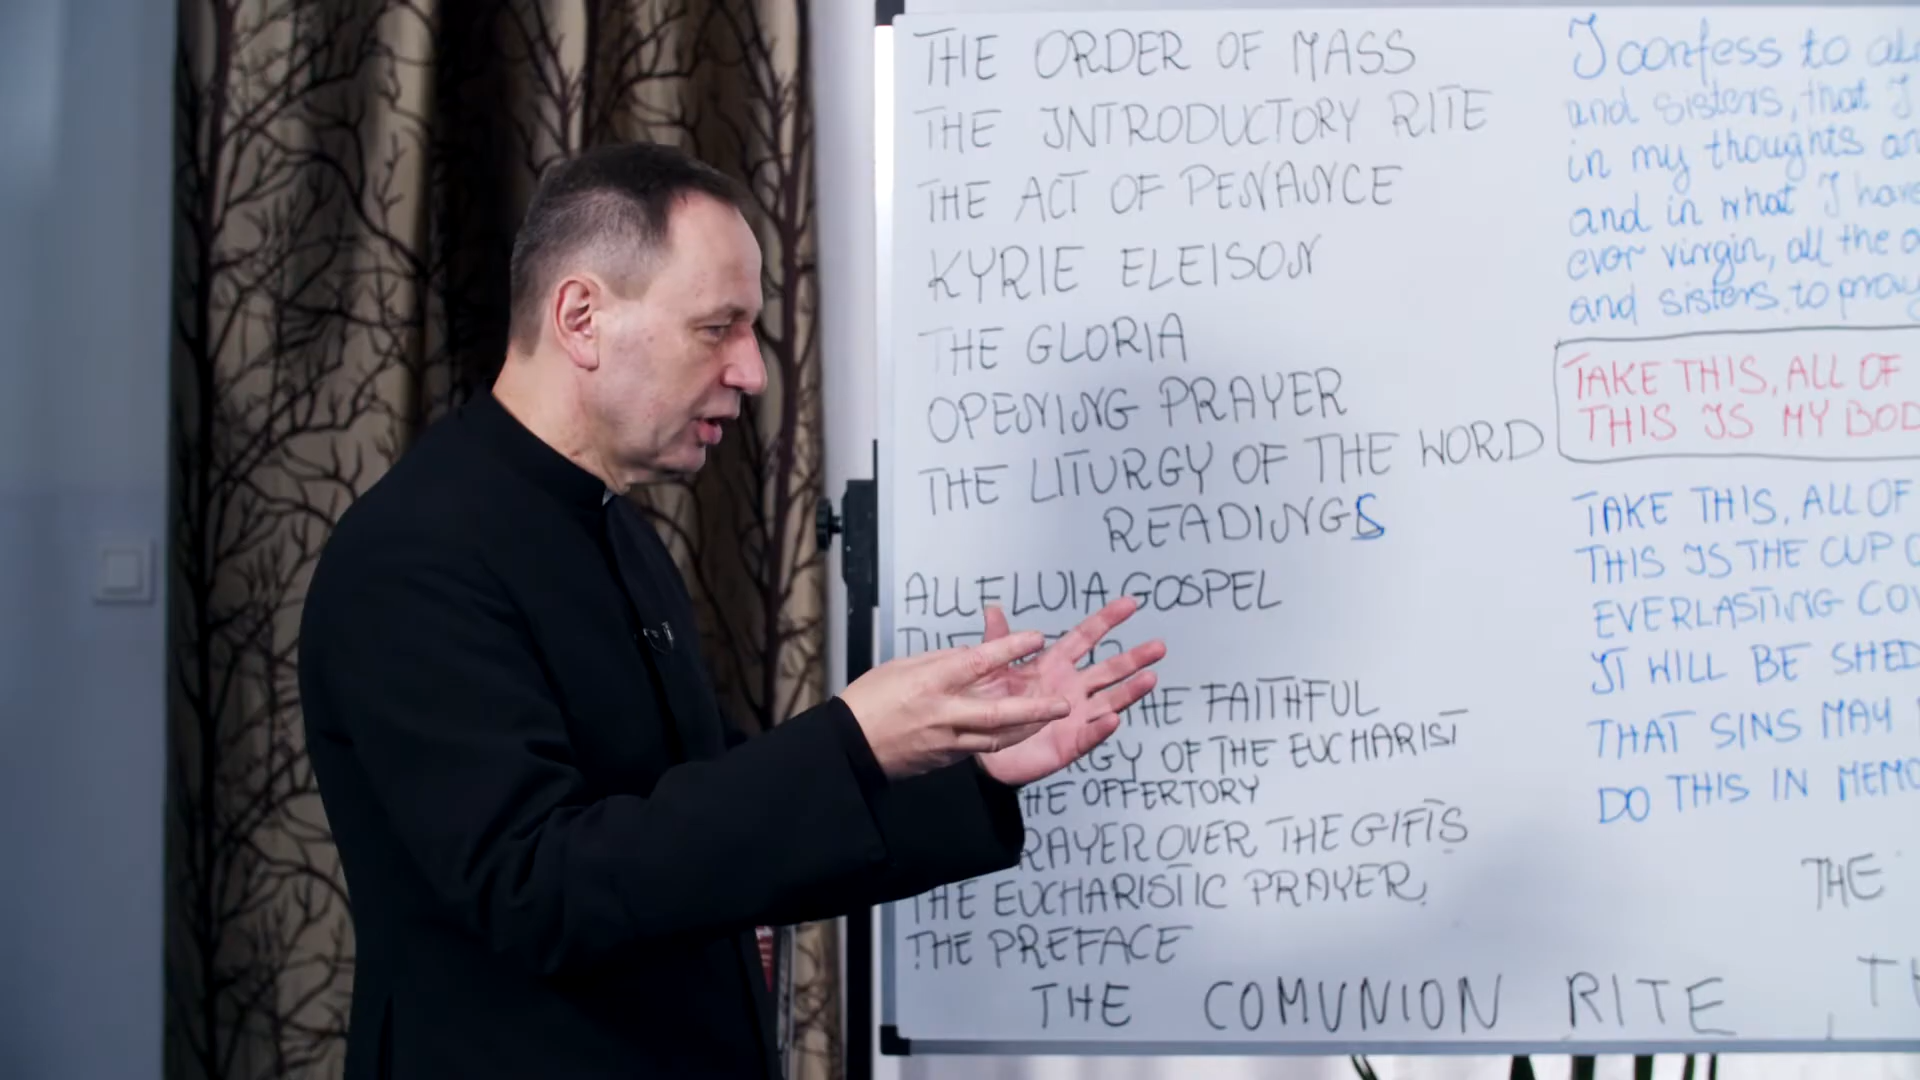 THE ORDER OF MASS
THE INTRODUCTORY RITE
THE ACT OF PENANCE
KYRIE ELEISON
THE GLORIA
OPENING PRAYER
THE LITURGY OF THE WORD
READINGS
ALLELUIA GOSPEL
THE FAITHFUL
OF THE EUCHARIST
THE OFFERTORY
PRAYER OVER THE GIFTS
THE EUCHARISTIC PRAYER
THE PREFACE
THE COMUNION RITE
I confess to
and sisters, that I
in my thoughts
and in what I have
ever virgin, all the
and sisters, to pray
TAKE THIS, ALL OF
THIS IS MY
TAKE THIS, ALL OF
THIS IS THE CUP
EVERLASTING
IT WILL BE SHED
THAT SINS MAY
DO THIS IN
THE